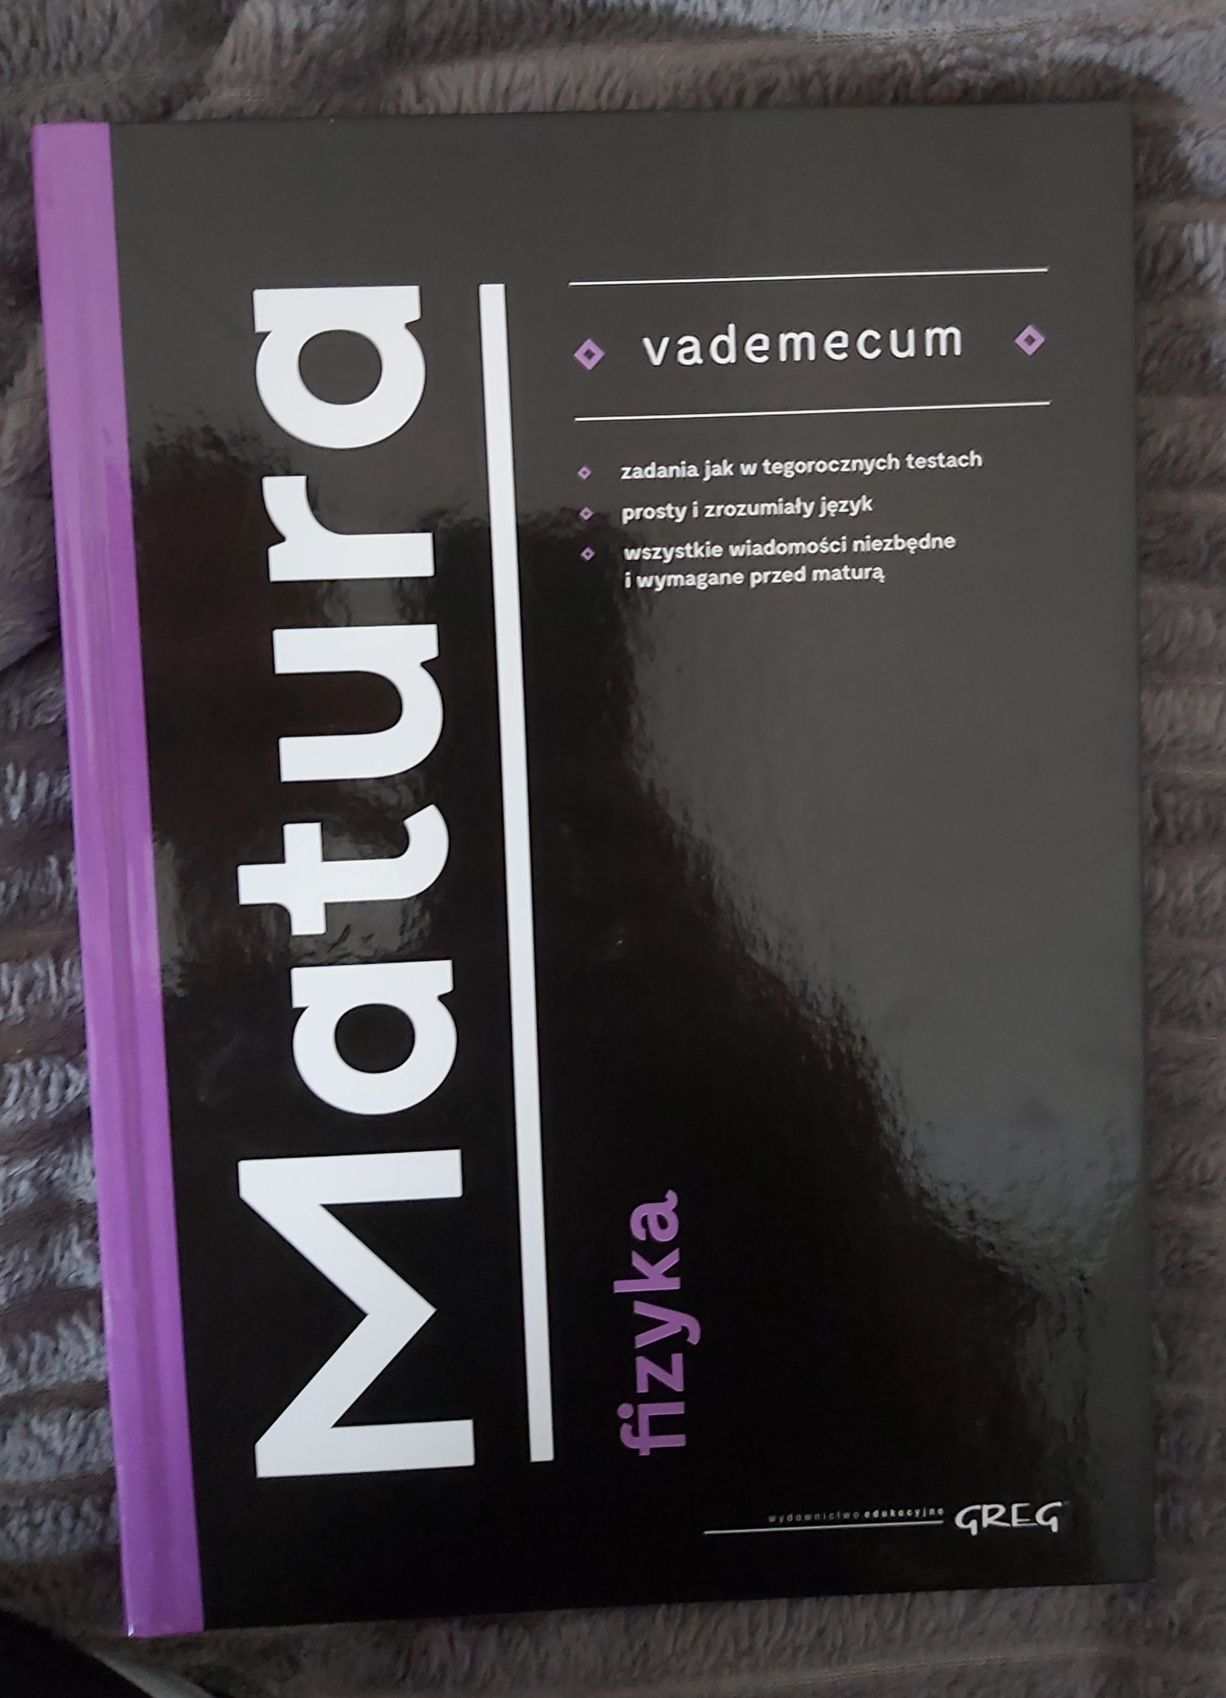 Matura
vademecum
zadania jak w tegorocznych testach
prosty i zrozumiały język
wszystkie wiadomości niezbędne
i wymagane przed maturą
fizyka
wydawnictwo edukacyjne GREG